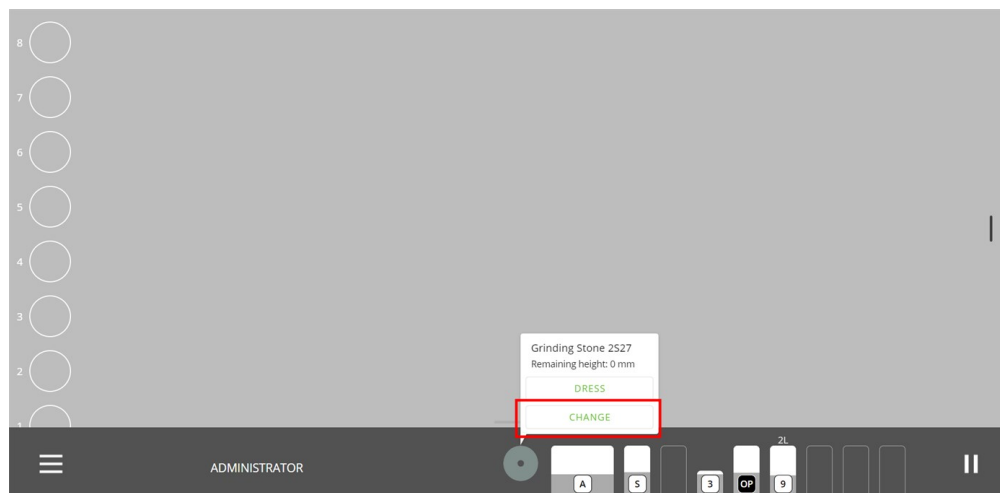 8
7
6
5
4
3
2
1
Grinding Stone 2S27
Remaining height: 0 mm
DRESS
CHANGE
ADMINISTRATOR
2L
A S 3 OP 9